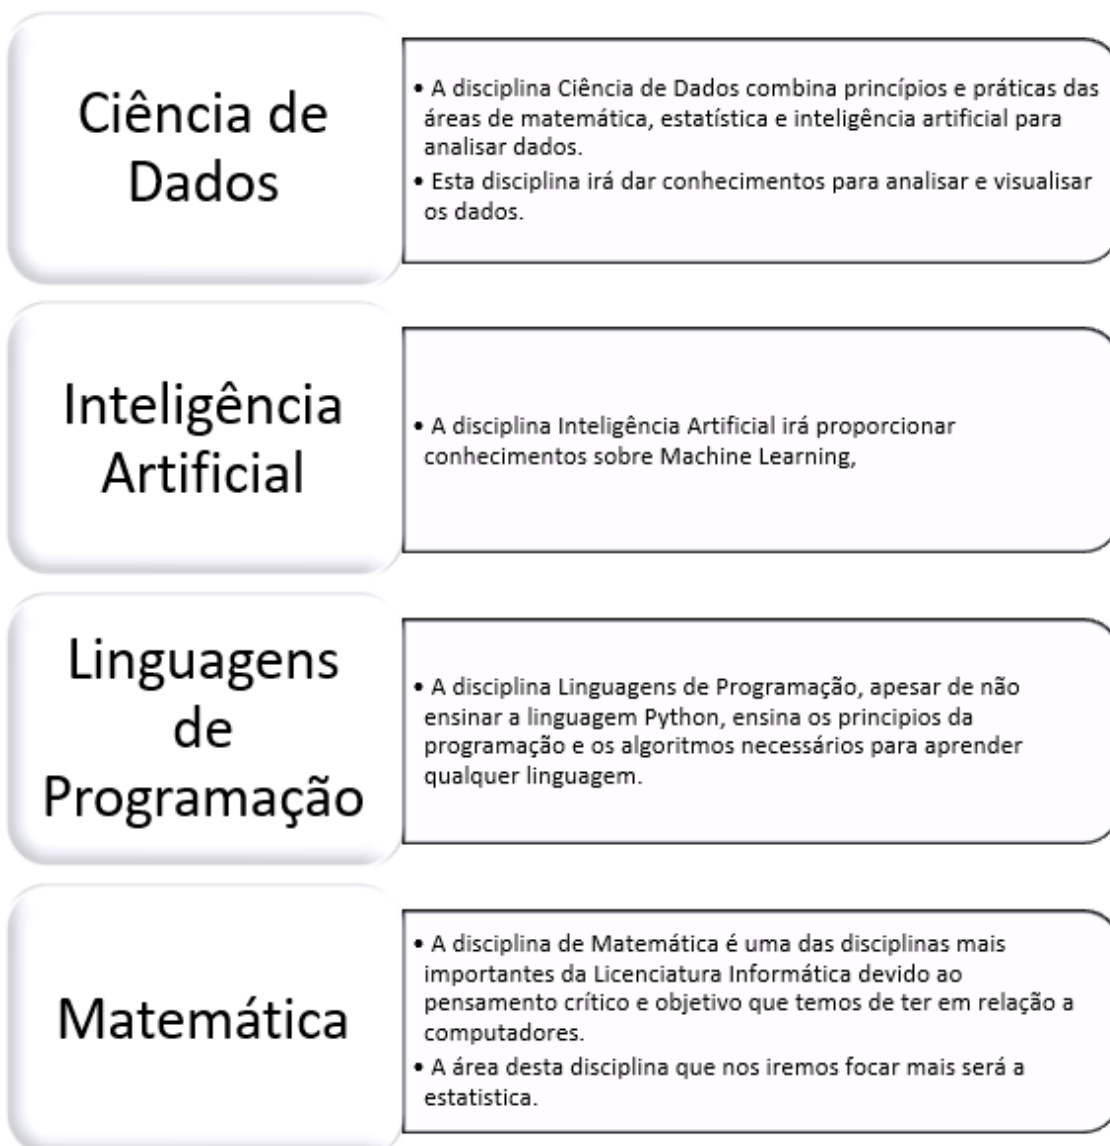 Ciência de
Dados
• A disciplina Ciência de Dados combina princípios e práticas das
áreas de matemática, estatística e inteligência artificial para
analisar dados.
• Esta disciplina irá dar conhecimentos para analisar e visualisar
os dados.
Inteligência
Artificial
• A disciplina Inteligência Artificial irá proporcionar
conhecimentos sobre Machine Learning,
Linguagens
de
Programação
• A disciplina Linguagens de Programação, apesar de não
ensinar a linguagem Python, ensina os principios da
programação e os algoritmos necessários para aprender
qualquer linguagem.
Matemática
• A disciplina de Matemática é uma das disciplinas mais
importantes da Licenciatura Informática devido ao
pensamento crítico e objetivo que temos de ter em relação a
computadores.
• A área desta disciplina que nos iremos focar mais será a
estatistica.